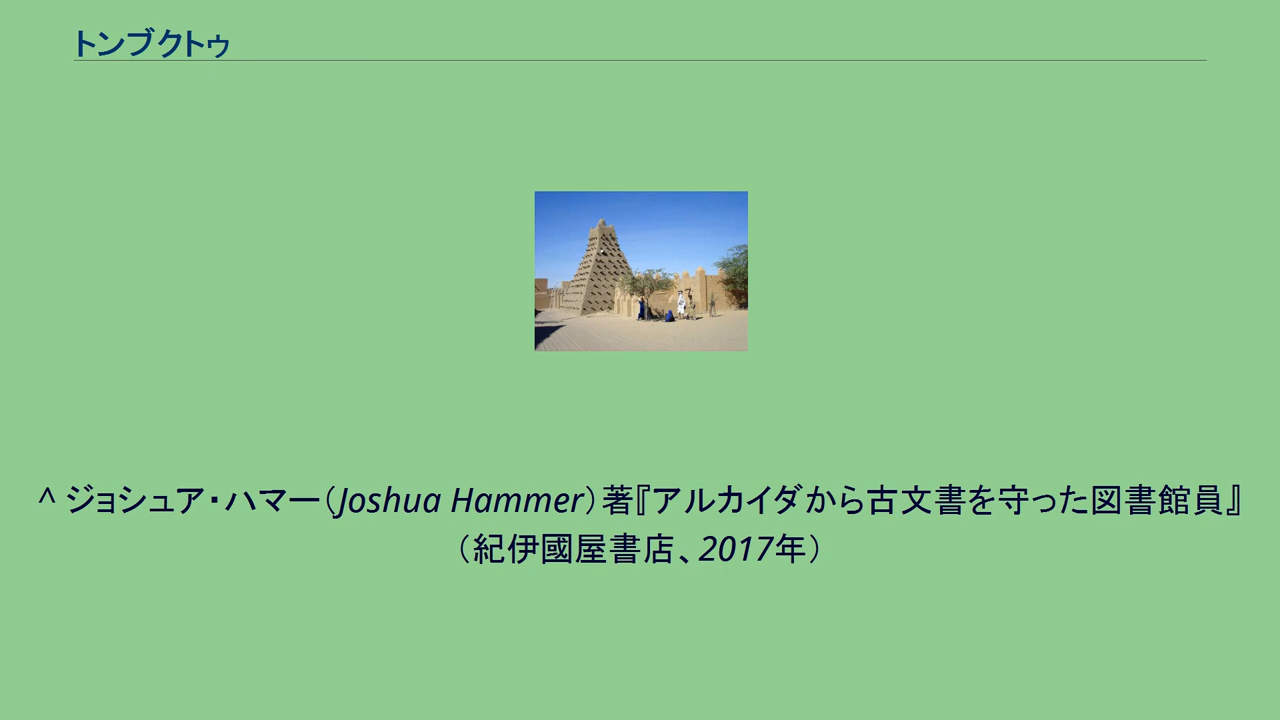 トンブクトゥ
^ ジョシュア・ハマー（Joshua Hammer）著『アルカイダから古文書を守った図書館員』
（紀伊國屋書店、2017年）